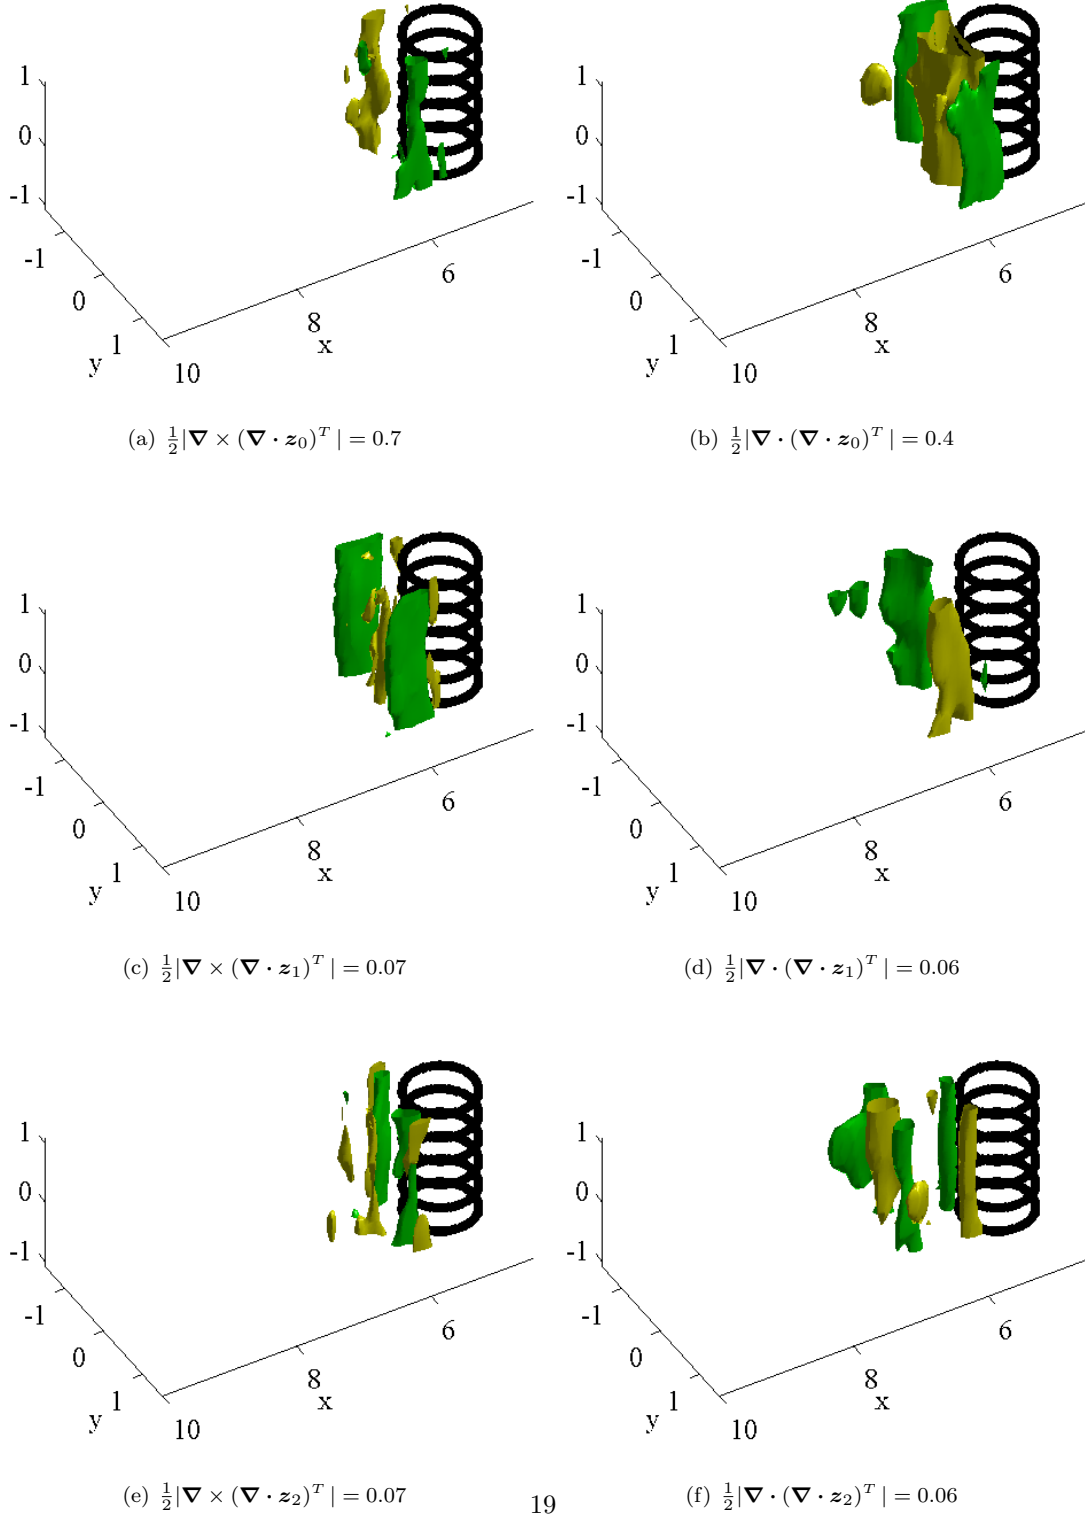 1 1
0 0
-1 -1
-1 0 1 y 10 8 x 6 -1 0 1 y 10 8 x 6
(a) ½|∇ × (∇ · z₀)ᵀ| = 0.7 (b) ½|∇ · (∇ · z₀)ᵀ| = 0.4
1 1
0 0
-1 -1
-1 0 1 y 10 8 x 6 -1 0 1 y 10 8 x 6
(c) ½|∇ × (∇ · z₁)ᵀ| = 0.07 (d) ½|∇ · (∇ · z₁)ᵀ| = 0.06
1 1
0 0
-1 -1
-1 0 1 y 10 8 x 6 -1 0 1 y 10 8 x 6
(e) ½|∇ × (∇ · z₂)ᵀ| = 0.07 (f) ½|∇ · (∇ · z₂)ᵀ| = 0.06
19